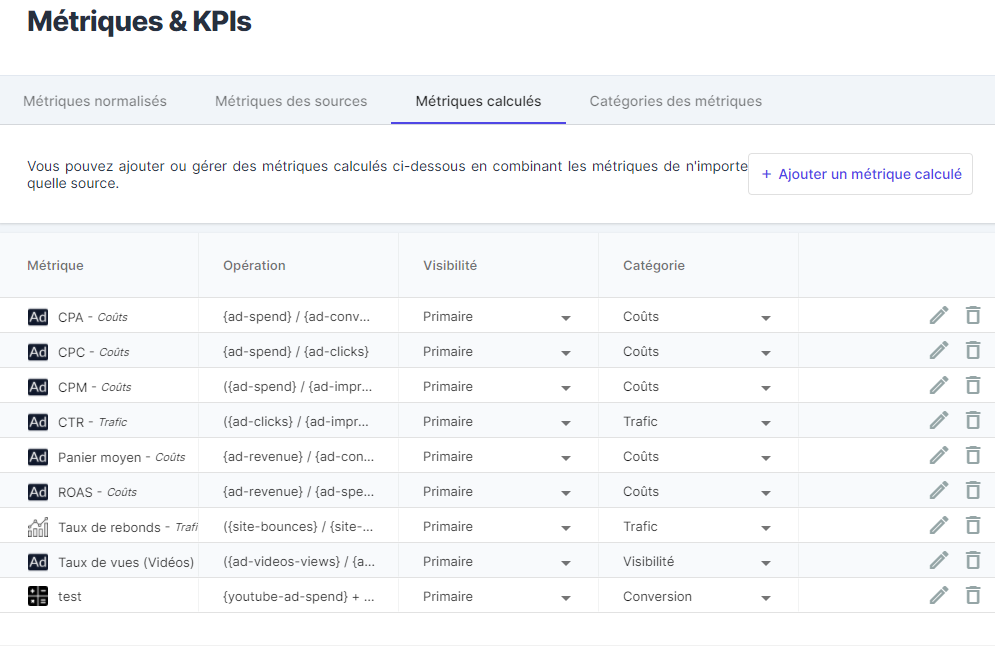 Métriques & KPIs
Métriques normalisés Métriques des sources Métriques calculés Catégories des métriques
Vous pouvez ajouter ou gérer des métriques calculés ci-dessous en combinant les métriques de n'importe
quelle source.
+ Ajouter un métrique calculé
Métrique Opération Visibilité Catégorie
Ad CPA - Coûts {ad-spend} / {ad-conv... Primaire Coûts
Ad CPC - Coûts {ad-spend} / {ad-clicks} Primaire Coûts
Ad CPM - Coûts ({ad-spend} / {ad-impr... Primaire Coûts
Ad CTR - Trafic ({ad-clicks} / {ad-impr... Primaire Trafic
Ad Panier moyen - Coûts {ad-revenue} / {ad-con... Primaire Coûts
Ad ROAS - Coûts {ad-revenue} / {ad-spe... Primaire Coûts
Taux de rebonds - Trafi ({site-bounces} / {site-... Primaire Trafic
Ad Taux de vues (Vidéos) ({ad-videos-views} / {a... Primaire Visibilité
test {youtube-ad-spend} + ... Primaire Conversion